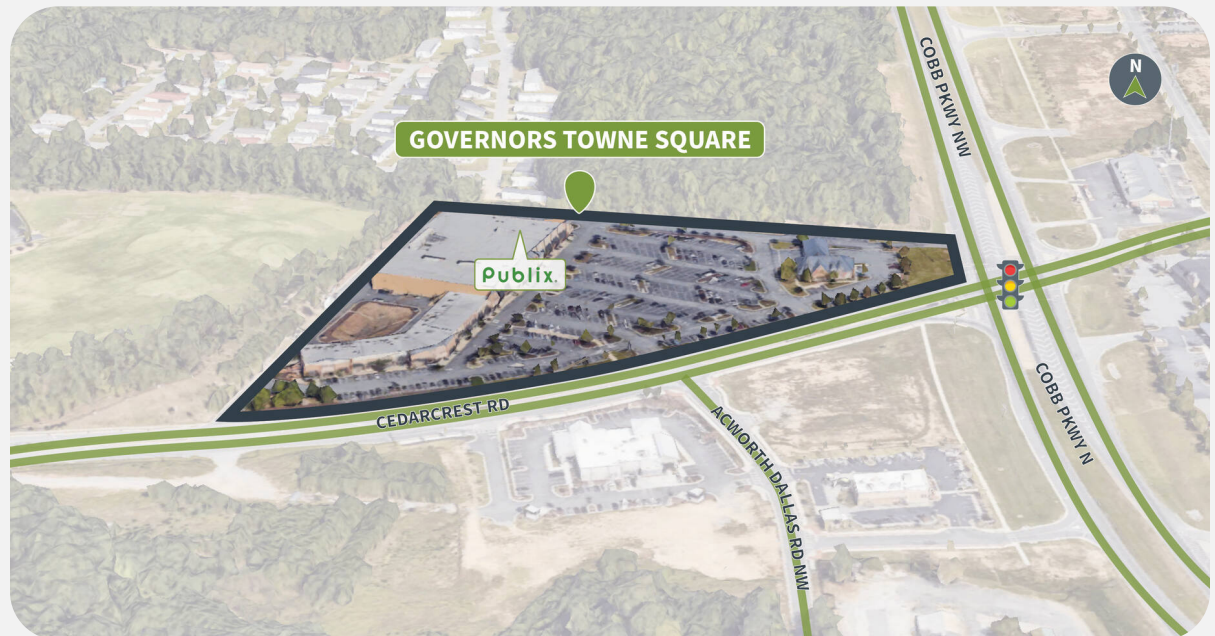 COBB PKWY NW
N
GOVERNORS TOWNE SQUARE
Publix.
COBB PKWY N
CEDARCREST RD
ACWORTH DALLAS RD NW